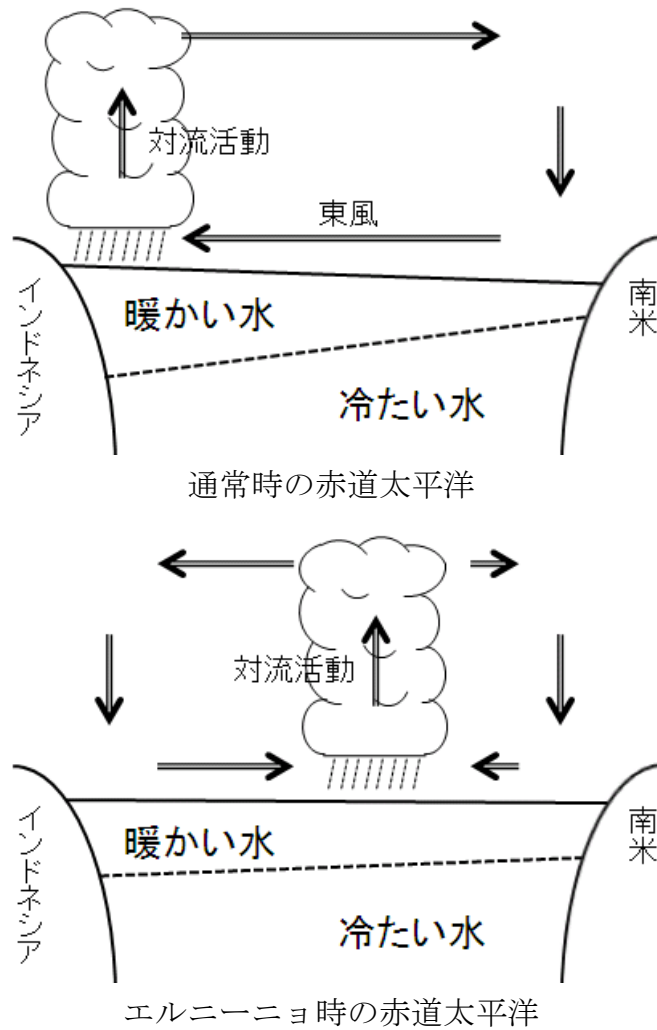 対流活動
東風
インドネシア
暖かい水
南米
冷たい水
通常時の赤道太平洋
対流活動
インドネシア
暖かい水
南米
冷たい水
エルニーニョ時の赤道太平洋